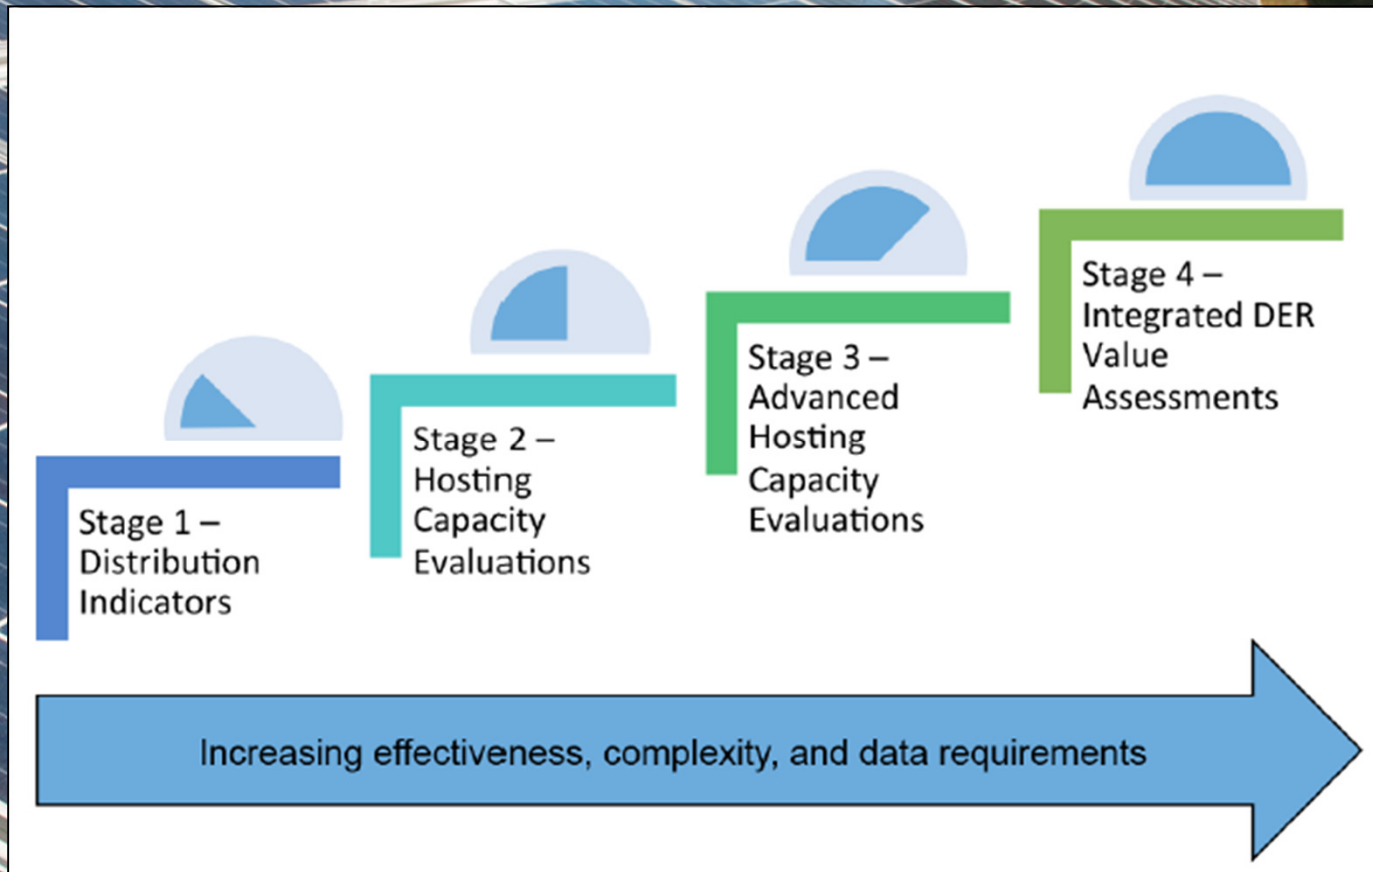 Stage 1 –
Distribution
Indicators
Stage 2 –
Hosting
Capacity
Evaluations
Stage 3 –
Advanced
Hosting
Capacity
Evaluations
Stage 4 –
Integrated DER
Value
Assessments
Increasing effectiveness, complexity, and data requirements